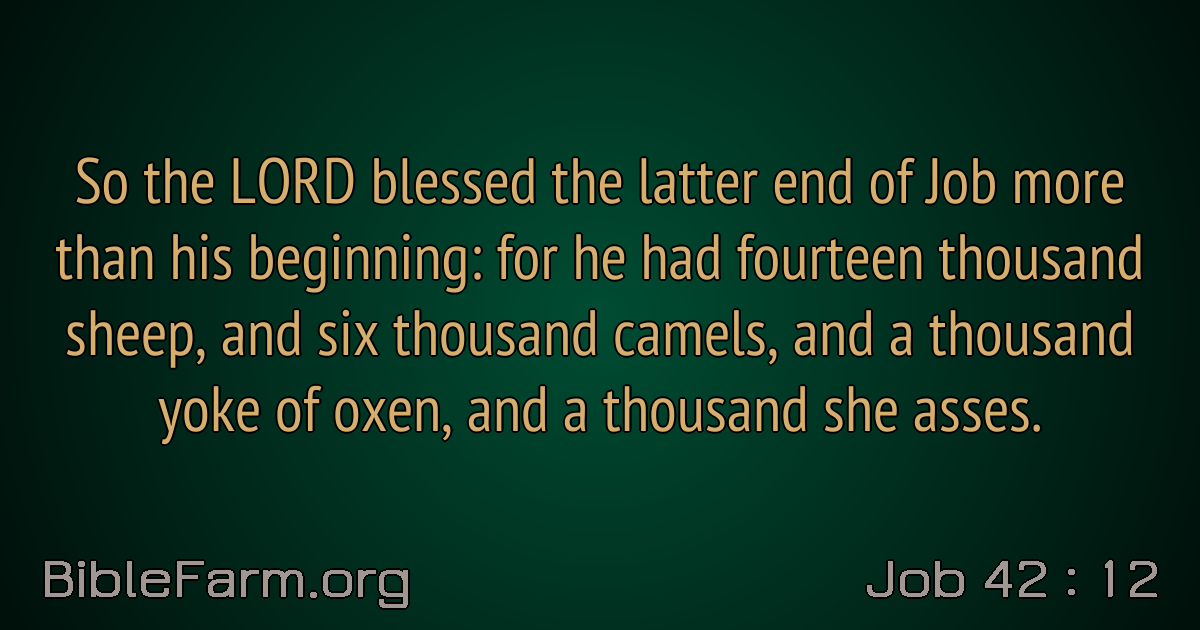 So the LORD blessed the latter end of Job more
than his beginning: for he had fourteen thousand
sheep, and six thousand camels, and a thousand
yoke of oxen, and a thousand she asses.
BibleFarm.org
Job 42 : 12